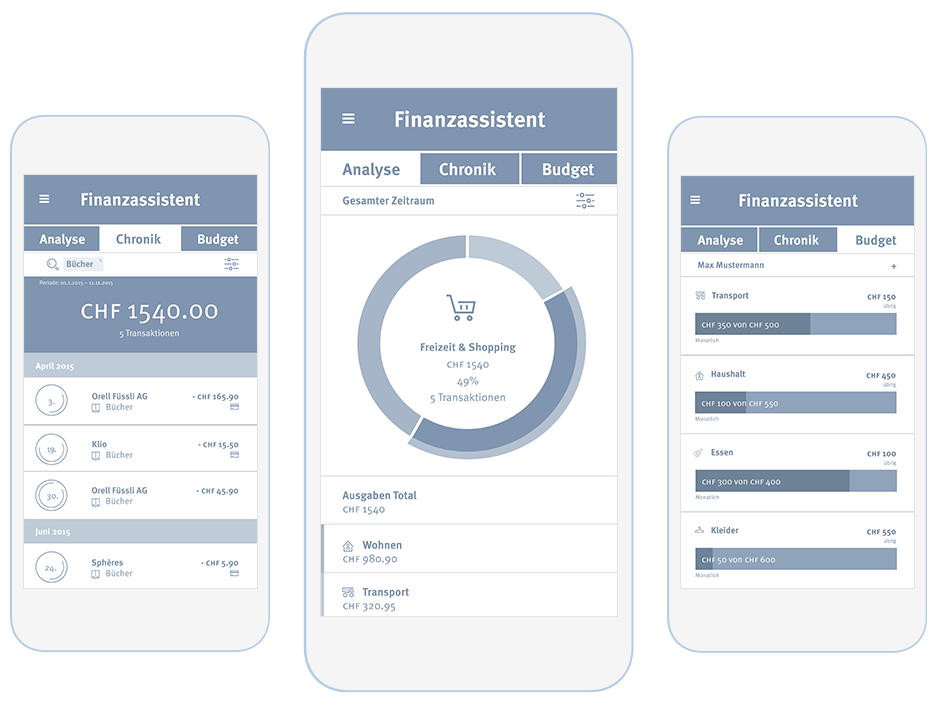 Finanzassistent
Analyse
Chronik
Budget
Bücher ×
Periode: 01.1.2015 – 11.11.2015
CHF 1540.00
5 Transaktionen
April 2015
3.
Orell Füssli AG
- CHF 165.90
Bücher
19.
Klio
- CHF 15.50
Bücher
30.
Orell Füssli AG
- CHF 45.90
Bücher
Juni 2015
24.
Sphères
- CHF 5.90
Bücher
Finanzassistent
Analyse
Chronik
Budget
Gesamter Zeitraum
Freizeit & Shopping
CHF 1540
49%
5 Transaktionen
Ausgaben Total
CHF 1540
Wohnen
CHF 980.90
Transport
CHF 320.95
Finanzassistent
Analyse
Chronik
Budget
Max Mustermann
+
Transport
CHF 150
übrig
CHF 350 von CHF 500
Monatlich
Haushalt
CHF 450
übrig
CHF 100 von CHF 550
Monatlich
Essen
CHF 100
übrig
CHF 300 von CHF 400
Monatlich
Kleider
CHF 550
übrig
CHF 50 von CHF 600
Monatlich